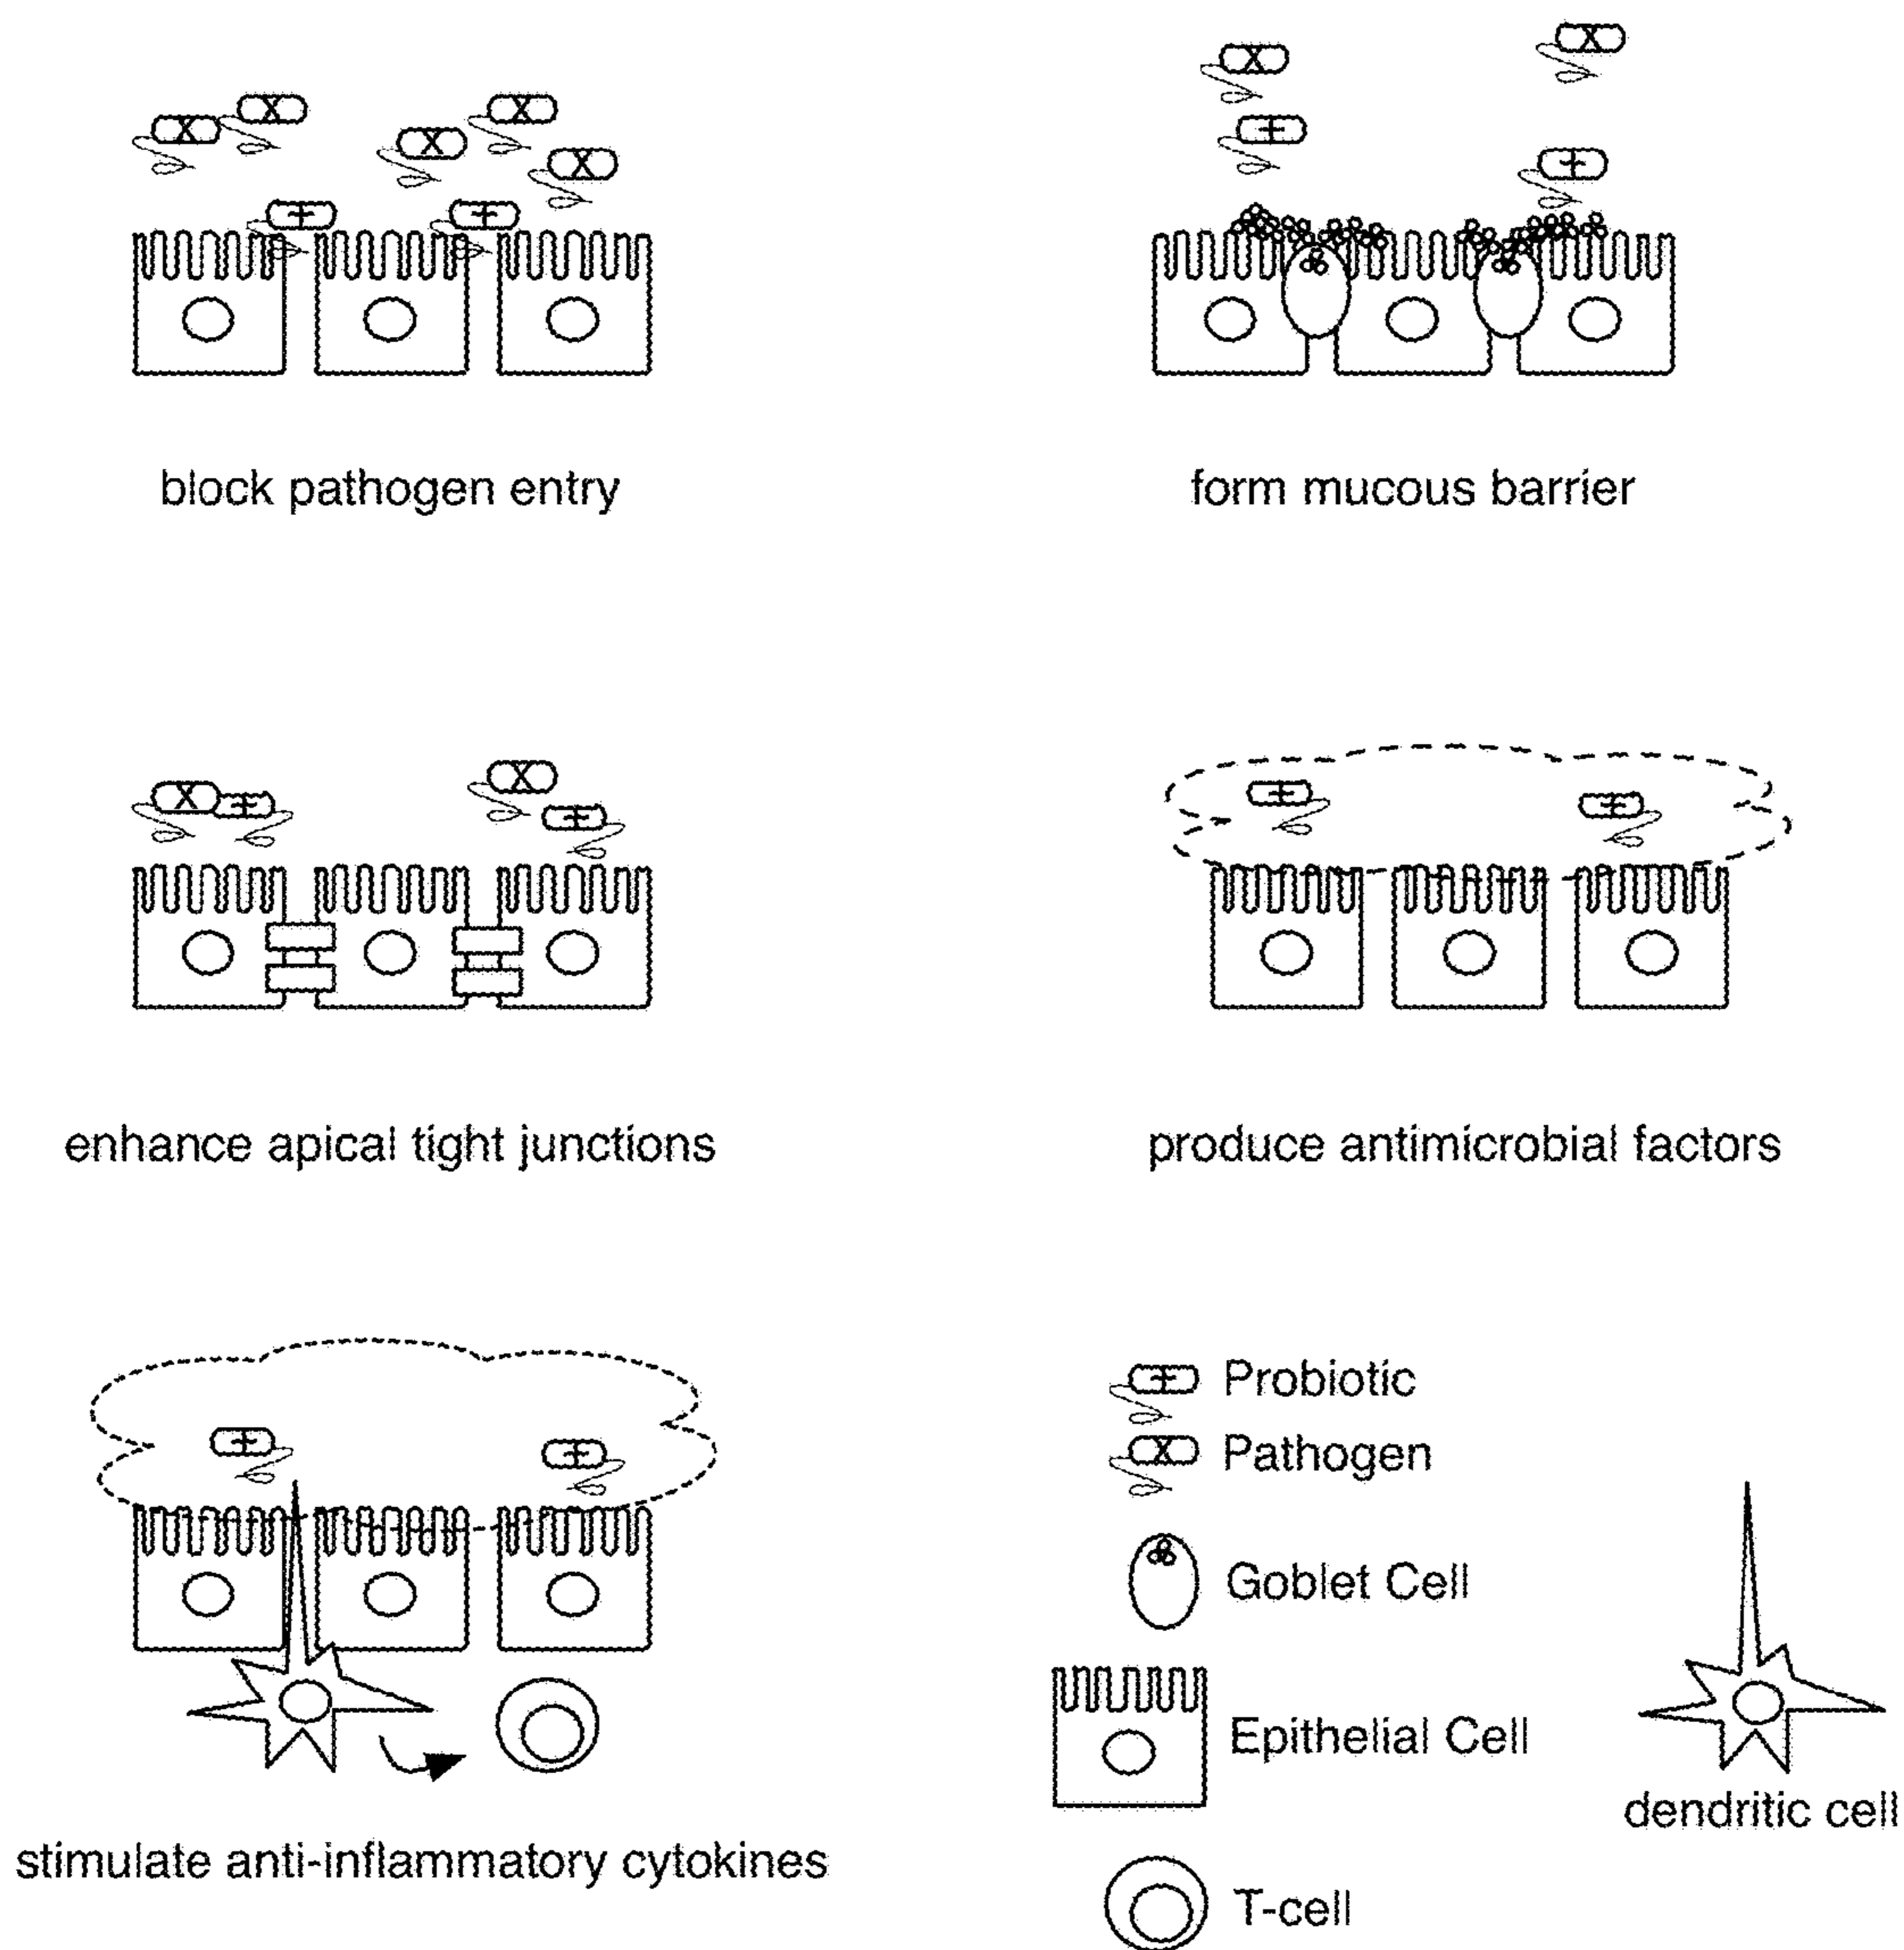 block pathogen entry
form mucous barrier
enhance apical tight junctions
produce antimicrobial factors
stimulate anti-inflammatory cytokines
Probiotic
Pathogen
Goblet Cell
Epithelial Cell
dendritic cell
T-cell